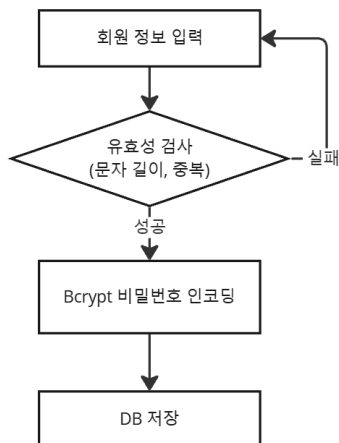 회원 정보 입력
유효성 검사
(문자 길이, 중복)
실패
성공
Bcrypt 비밀번호 인코딩
DB 저장